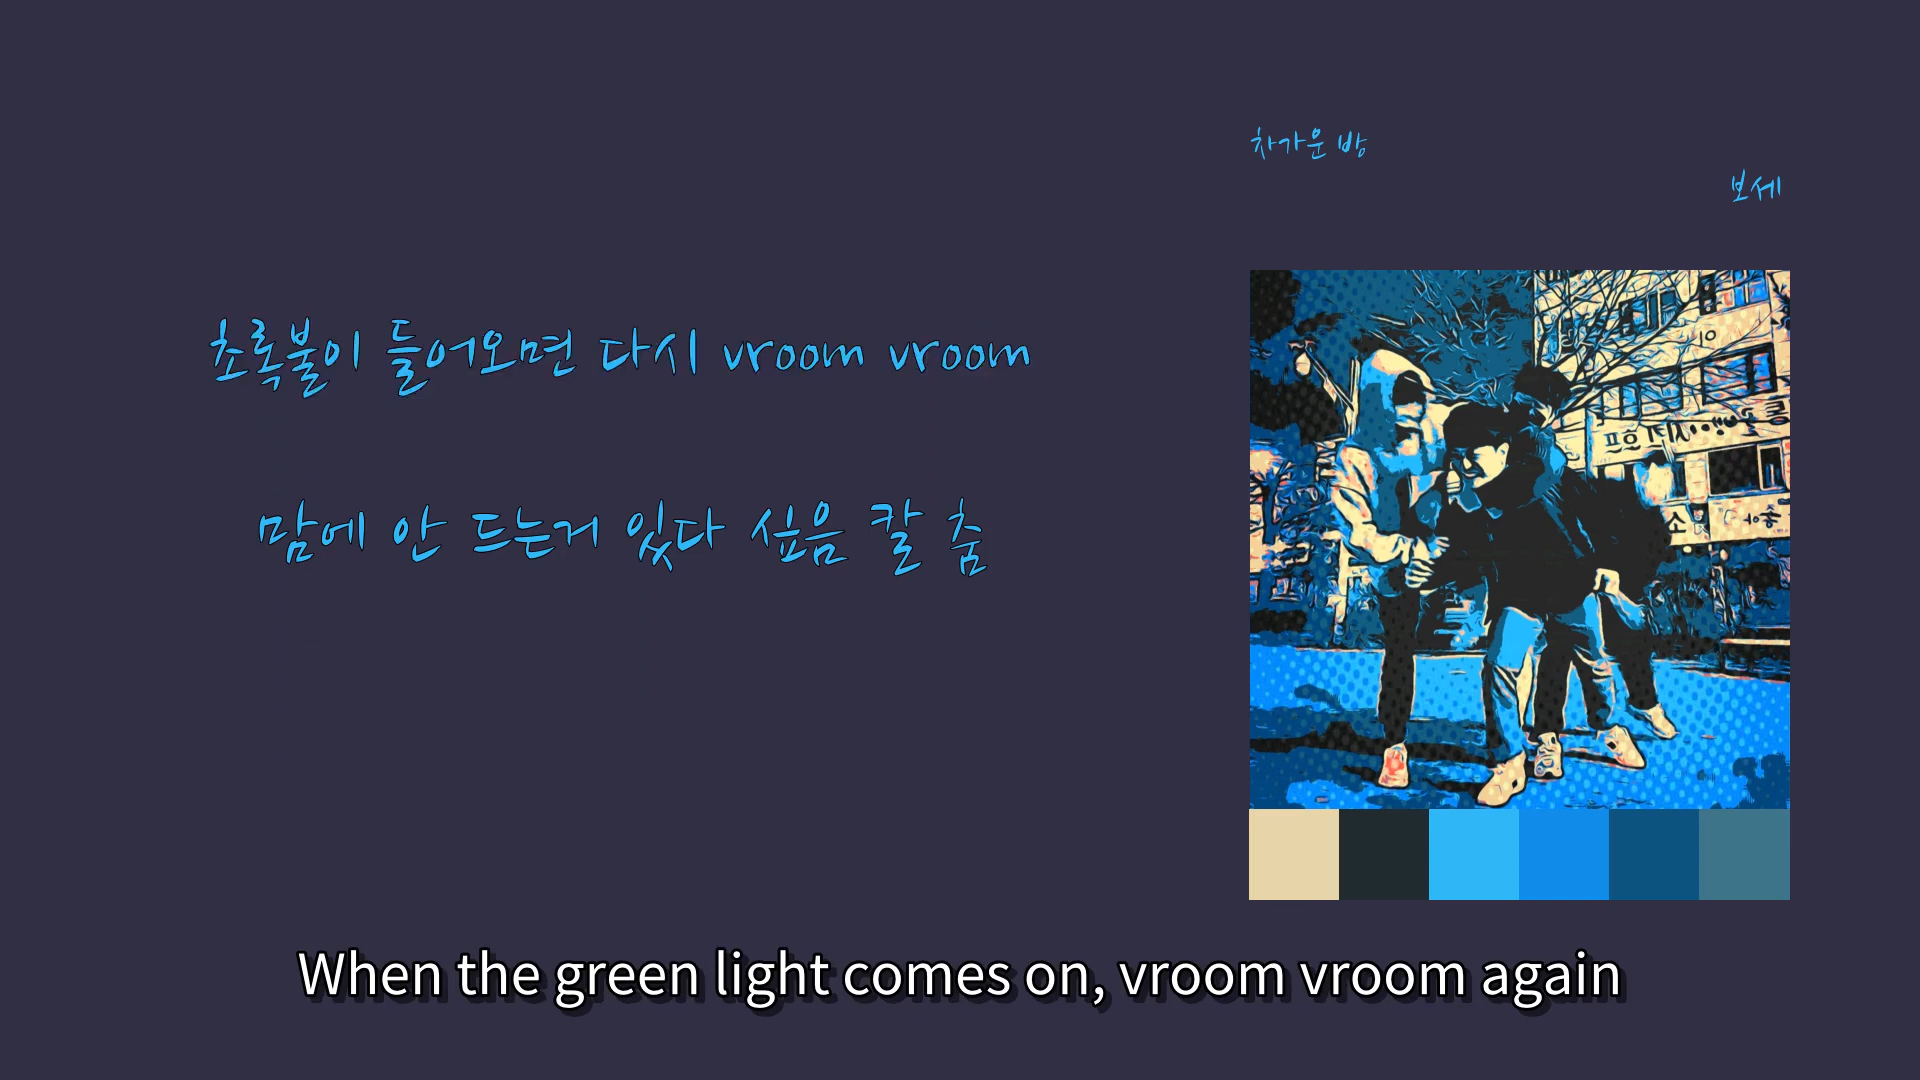 차가운 밤
보세
초록불이 들어오면 다시 vroom vroom
맘에 안 드는거 있다 싶음 칼 춤
10
When the green light comes on, vroom vroom again